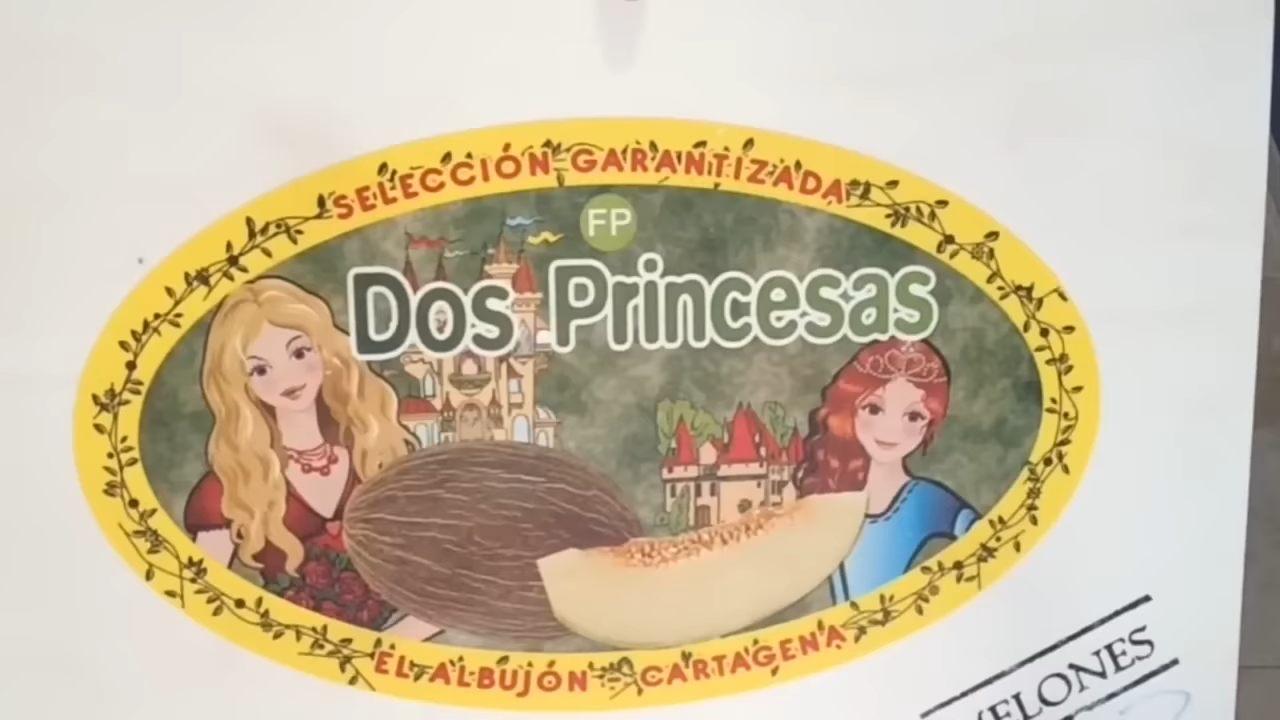 SELECCIÓN GARANTIZADA
FP
Dos Princesas
EL ALBUJÓN - CARTAGENA